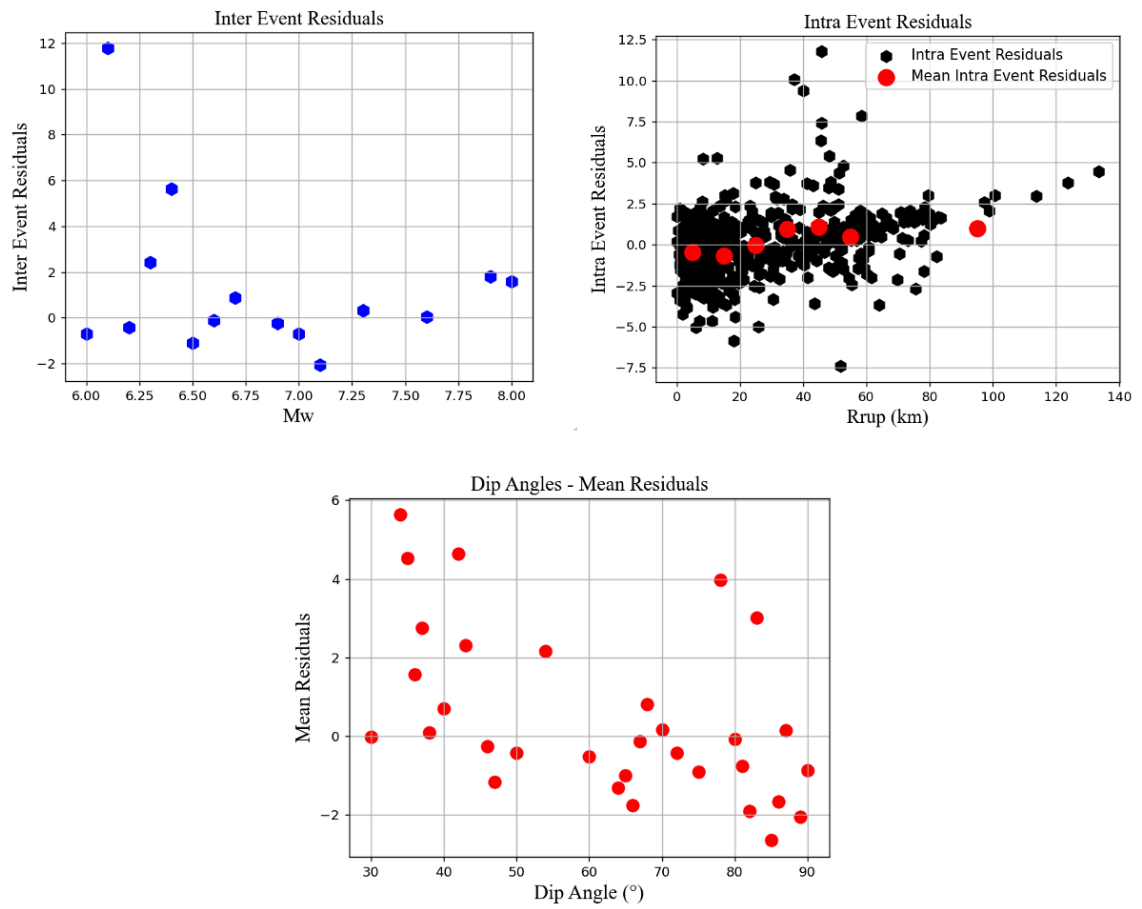 Inter Event Residuals
12
10
8
6
4
2
0
−2
Inter Event Residuals
6.00 6.25 6.50 6.75 7.00 7.25 7.50 7.75 8.00
Mw
Intra Event Residuals
Intra Event Residuals
Mean Intra Event Residuals
12.5
10.0
7.5
5.0
2.5
0.0
−2.5
−5.0
−7.5
Intra Event Residuals
0 20 40 60 80 100 120 140
Rrup (km)
Dip Angles - Mean Residuals
6
4
2
0
−2
Mean Residuals
30 40 50 60 70 80 90
Dip Angle (°)